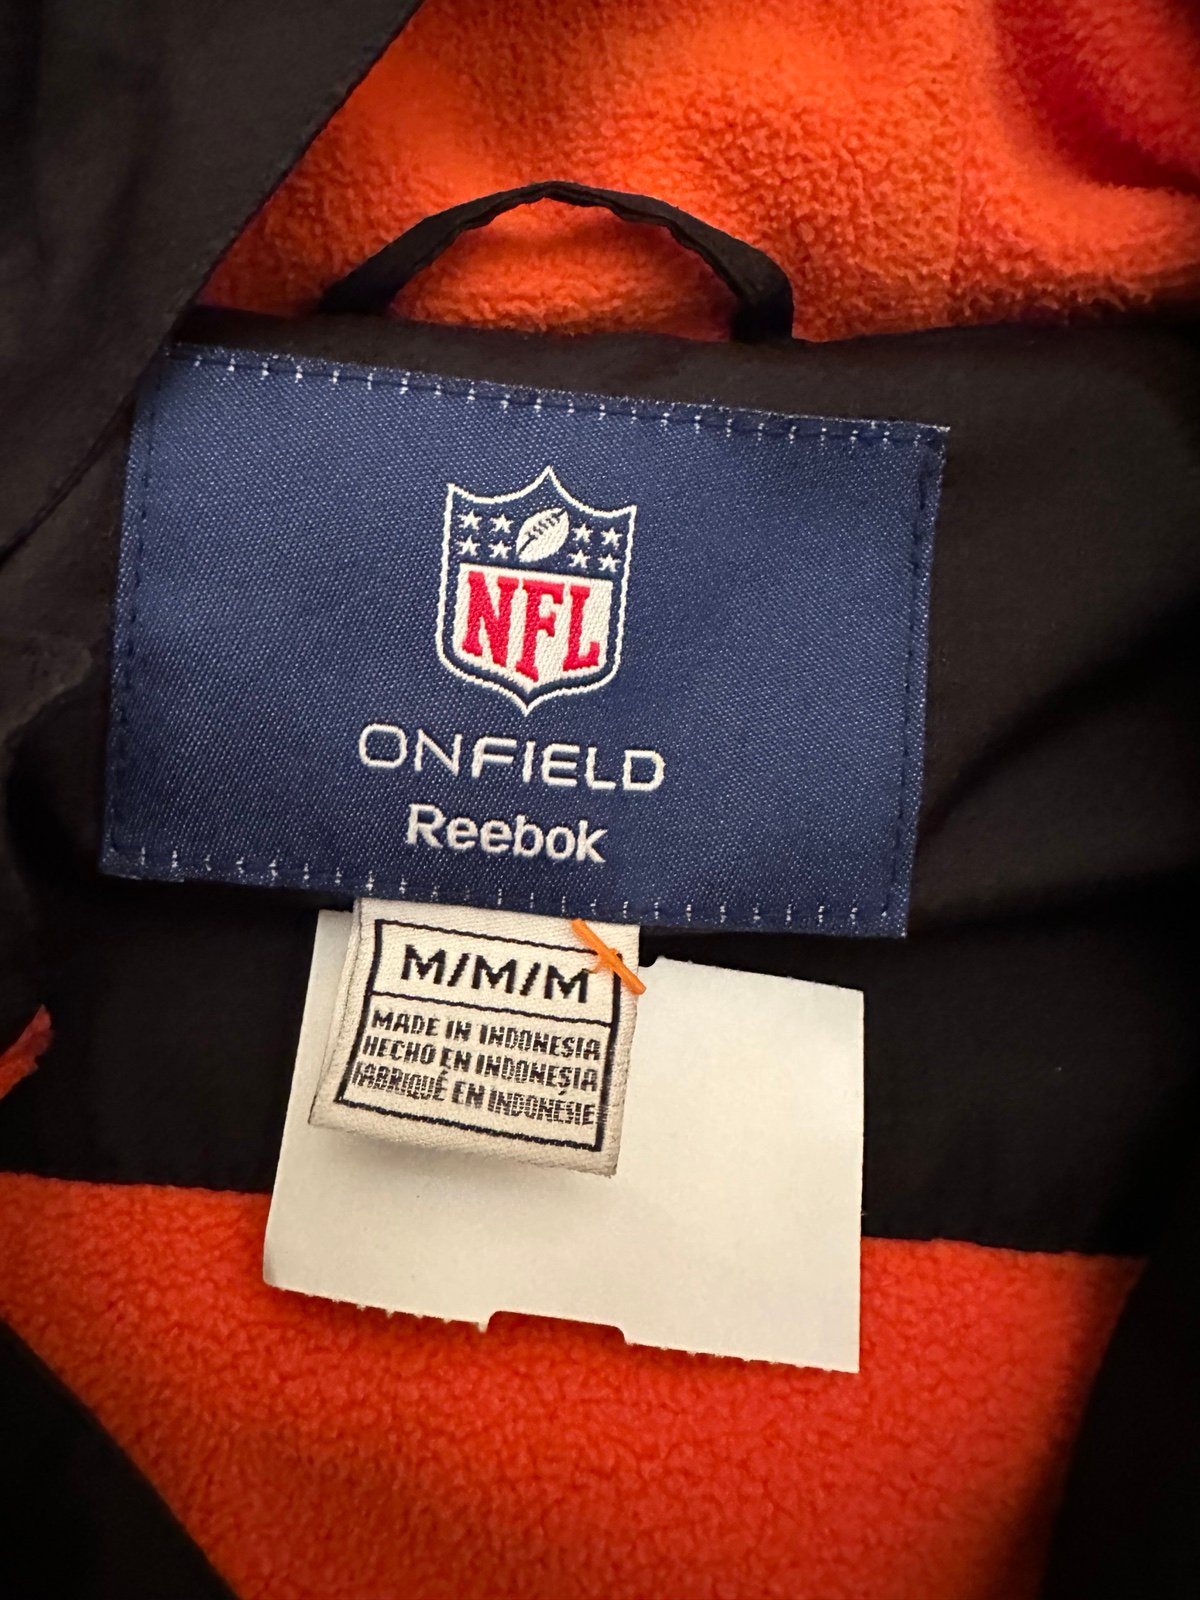 NFL
ONFIELD
Reebok
M/M/M
MADE IN INDONESIA
HECHO EN INDONESIA
FABRIQUÉ EN INDONÉSIE